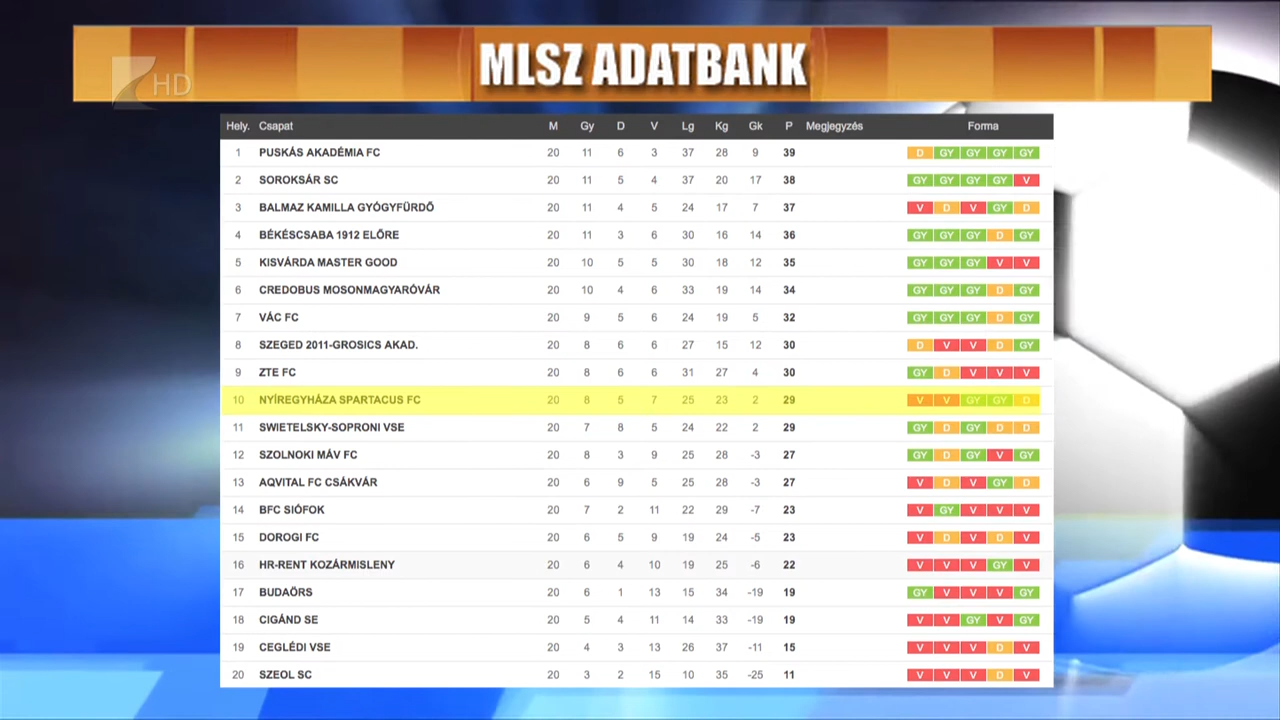 MLSZ ADATBANK
HD
Hely. Csapat M Gy D V Lg Kg Gk P Megjegyzés Forma
1 PUSKÁS AKADÉMIA FC 20 11 6 3 37 28 9 39 D GY GY GY GY
2 SOROKSÁR SC 20 11 5 4 37 20 17 38 GY GY GY GY V
3 BALMAZ KAMILLA GYÓGYFÜRDŐ 20 11 4 5 24 17 7 37 V D V GY D
4 BÉKÉSCSABA 1912 ELŐRE 20 11 3 6 30 16 14 36 GY GY GY D GY
5 KISVÁRDA MASTER GOOD 20 10 5 5 30 18 12 35 GY GY GY V V
6 CREDOBUS MOSONMAGYARÓVÁR 20 10 4 6 33 19 14 34 GY GY GY D GY
7 VÁC FC 20 9 5 6 24 19 5 32 GY GY GY D GY
8 SZEGED 2011-GROSICS AKAD. 20 8 6 6 27 15 12 30 D V V D GY
9 ZTE FC 20 8 6 6 31 27 4 30 GY D V V V
10 NYÍREGYHÁZA SPARTACUS FC 20 8 5 7 25 23 2 29 V V GY GY D
11 SWIETELSKY-SOPRONI VSE 20 7 8 5 24 22 2 29 GY D GY D D
12 SZOLNOKI MÁV FC 20 8 3 9 25 28 -3 27 GY D GY V GY
13 AQVITAL FC CSÁKVÁR 20 6 9 5 25 28 -3 27 V D V GY D
14 BFC SIÓFOK 20 7 2 11 22 29 -7 23 V GY V V V
15 DOROGI FC 20 6 5 9 19 24 -5 23 V D V D V
16 HR-RENT KOZÁRMISLENY 20 6 4 10 19 25 -6 22 V V V GY V
17 BUDAÖRS 20 6 1 13 15 34 -19 19 GY V V V GY
18 CIGÁND SE 20 5 4 11 14 33 -19 19 V V GY V GY
19 CEGLÉDI VSE 20 4 3 13 26 37 -11 15 V V V D V
20 SZEOL SC 20 3 2 15 10 35 -25 11 V V V D V